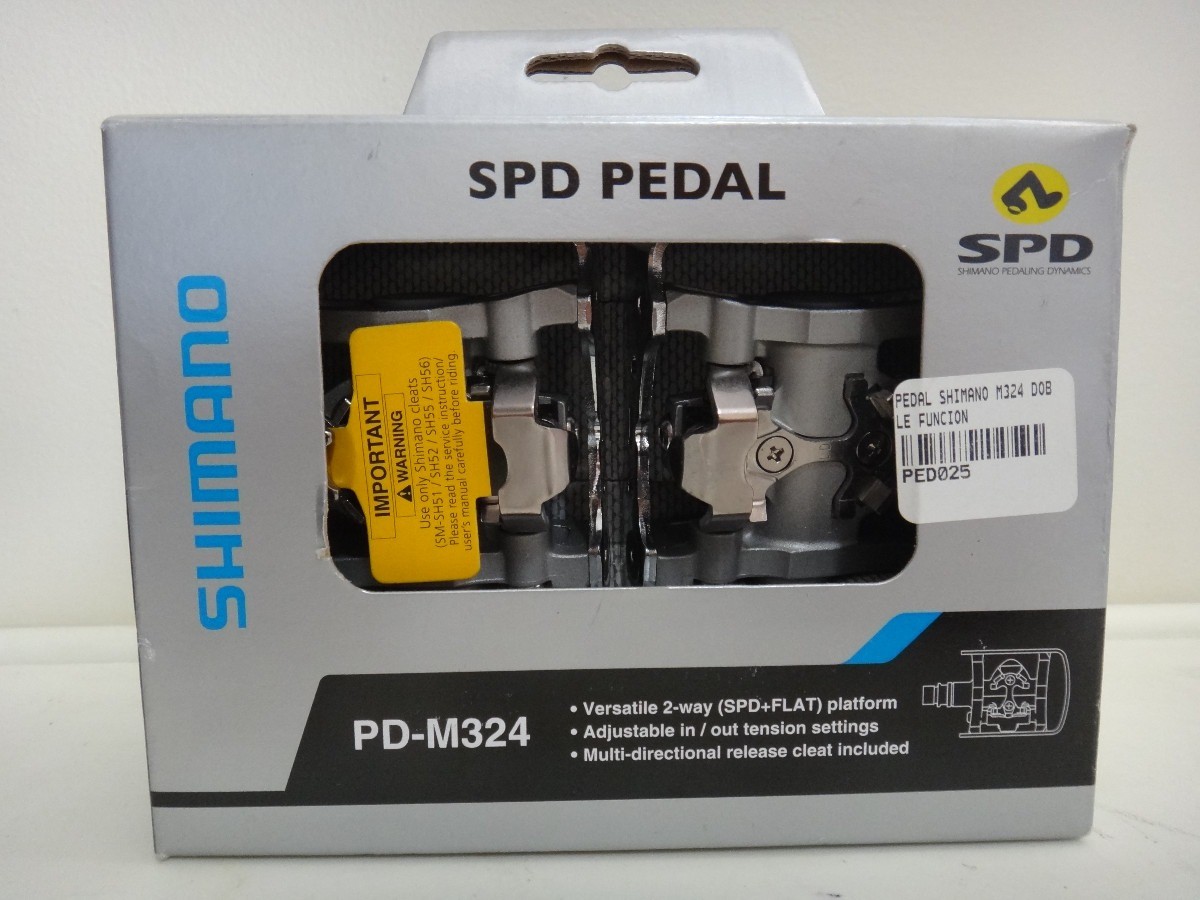 SPD PEDAL
SPD
SHIMANO PEDALING DYNAMICS
SHIMANO
IMPORTANT
WARNING
Use only Shimano cleats
(SM-SH51 / SH52 / SH55 / SH56)
Please read the service instruction/
user's manual carefully before riding.
PEDAL SHIMANO M324 DOB
LE FUNCION
PED025
PD-M324
• Versatile 2-way (SPD+FLAT) platform
• Adjustable in / out tension settings
• Multi-directional release cleat included